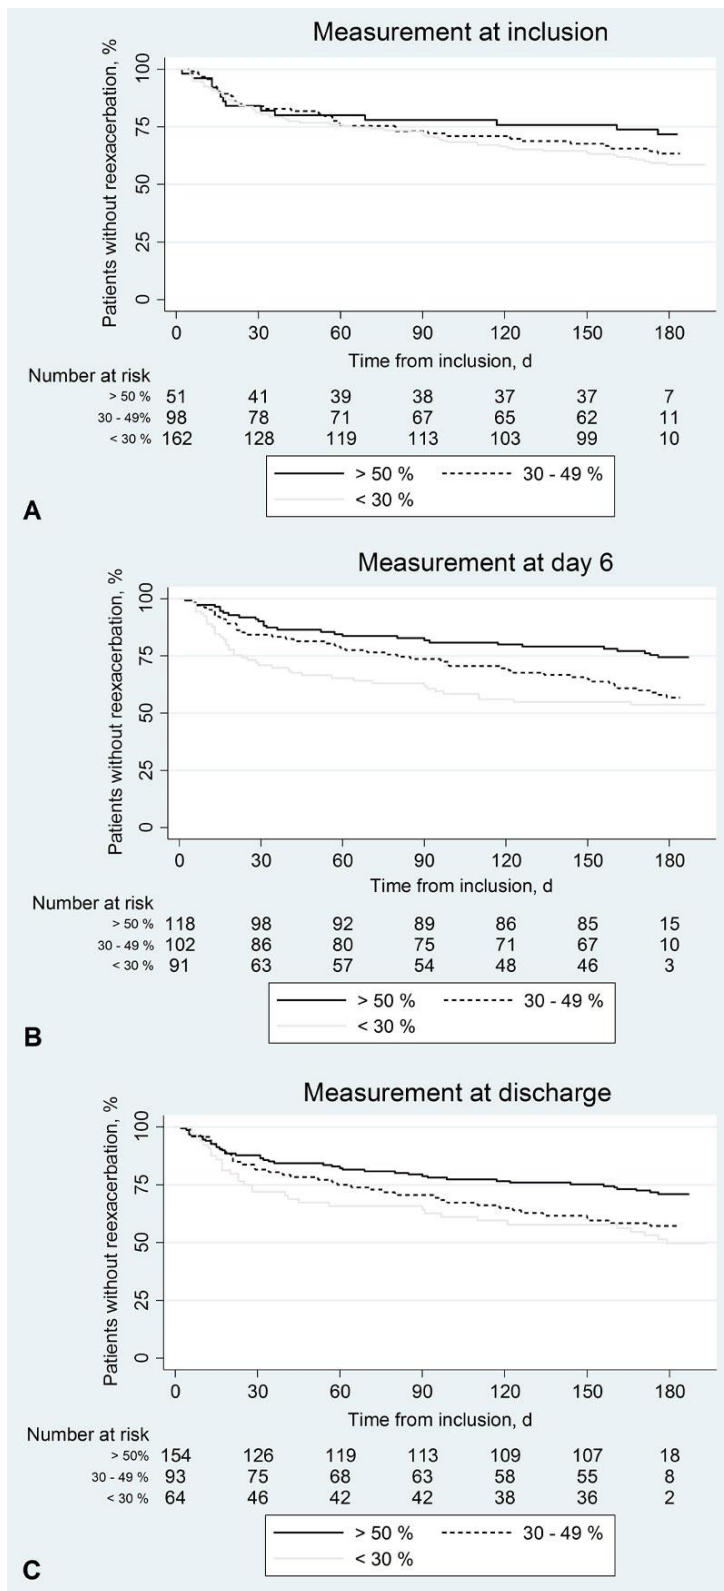 Measurement at inclusion
Patients without reexacerbation, %
100
75
50
25
0
0 30 60 90 120 150 180
Time from inclusion, d
Number at risk
> 50 % 51 41 39 38 37 37 7
30 - 49% 98 78 71 67 65 62 11
< 30 % 162 128 119 113 103 99 10
> 50 % 30 - 49 %
< 30 %
A
Measurement at day 6
Patients without reexacerbation, %
100
75
50
25
0
0 30 60 90 120 150 180
Time from inclusion, d
Number at risk
> 50 % 118 98 92 89 86 85 15
30 - 49 % 102 86 80 75 71 67 10
< 30 % 91 63 57 54 48 46 3
> 50 % 30 - 49 %
< 30 %
B
Measurement at discharge
Patients without reexacerbation, %
100
75
50
25
0
0 30 60 90 120 150 180
Time from inclusion, d
Number at risk
> 50% 154 126 119 113 109 107 18
30 - 49 % 93 75 68 63 58 55 8
< 30 % 64 46 42 42 38 36 2
> 50 % 30 - 49 %
< 30 %
C